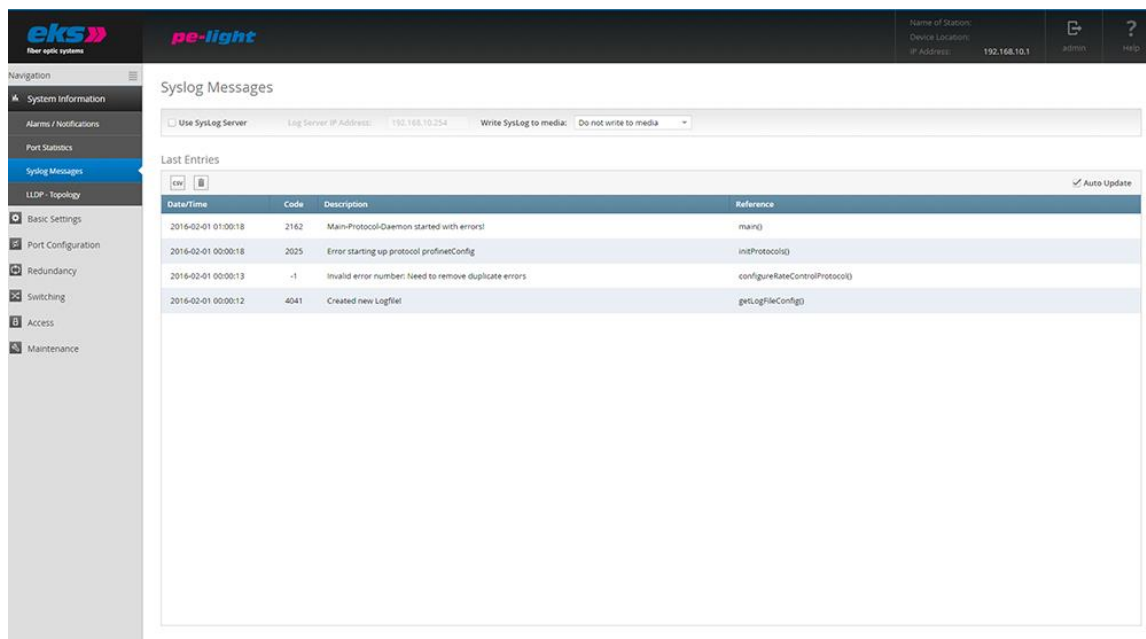 eks
fiber optic systems
pe-light
Name of Station:
Device Location:
IP Address: 192.168.10.1
admin
Help
Navigation
System Information
Alarms / Notifications
Port Statistics
Syslog Messages
LLDP - Topology
Basic Settings
Port Configuration
Redundancy
Switching
Access
Maintenance
Syslog Messages
Use SysLog Server Log Server IP Address: 192.168.10.254 Write SysLog to media: Do not write to media
Last Entries
CSV
Auto Update
Date/Time Code Description Reference
2016-02-01 01:00:18 2162 Main-Protocol-Daemon started with errors! main()
2016-02-01 00:00:18 2025 Error starting up protocol profinetConfig initProtocols()
2016-02-01 00:00:13 -1 Invalid error number: Need to remove duplicate errors configureRateControlProtocol()
2016-02-01 00:00:12 4041 Created new Logfile! getLogFileConfig()